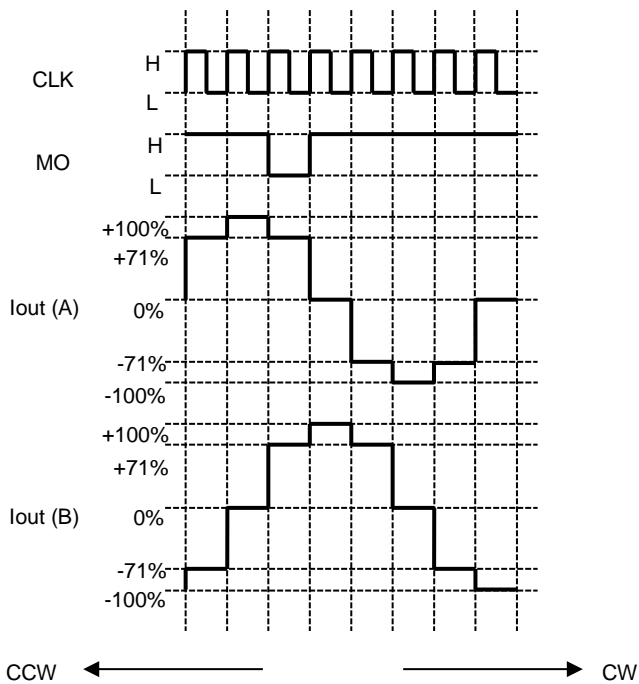 H
CLK
L
H
MO
L
+100%
+71%
Iout (A)
0%
-71%
-100%
+100%
+71%
Iout (B)
0%
-71%
-100%
CCW
CW